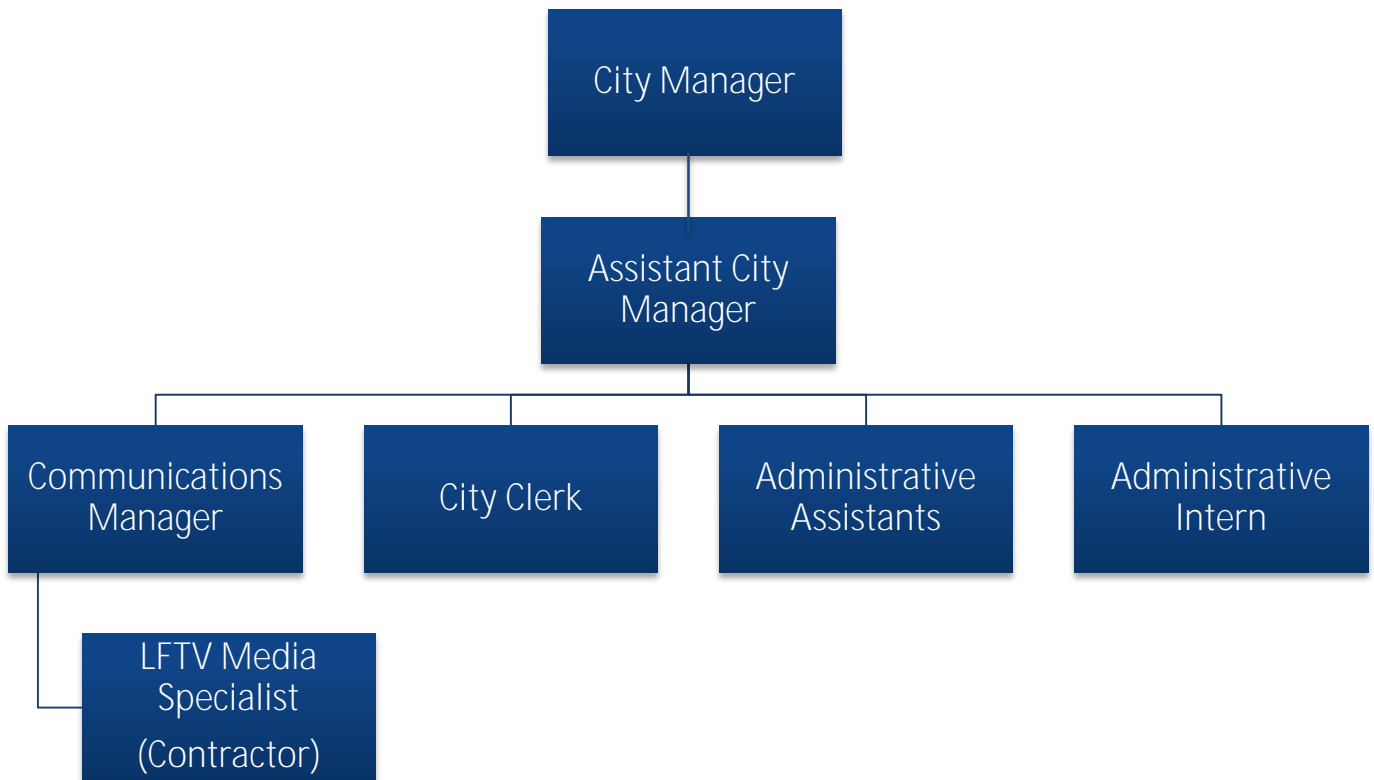 City Manager
Assistant City
Manager
Communications
Manager
City Clerk
Administrative
Assistants
Administrative
Intern
LFTV Media
Specialist
(Contractor)